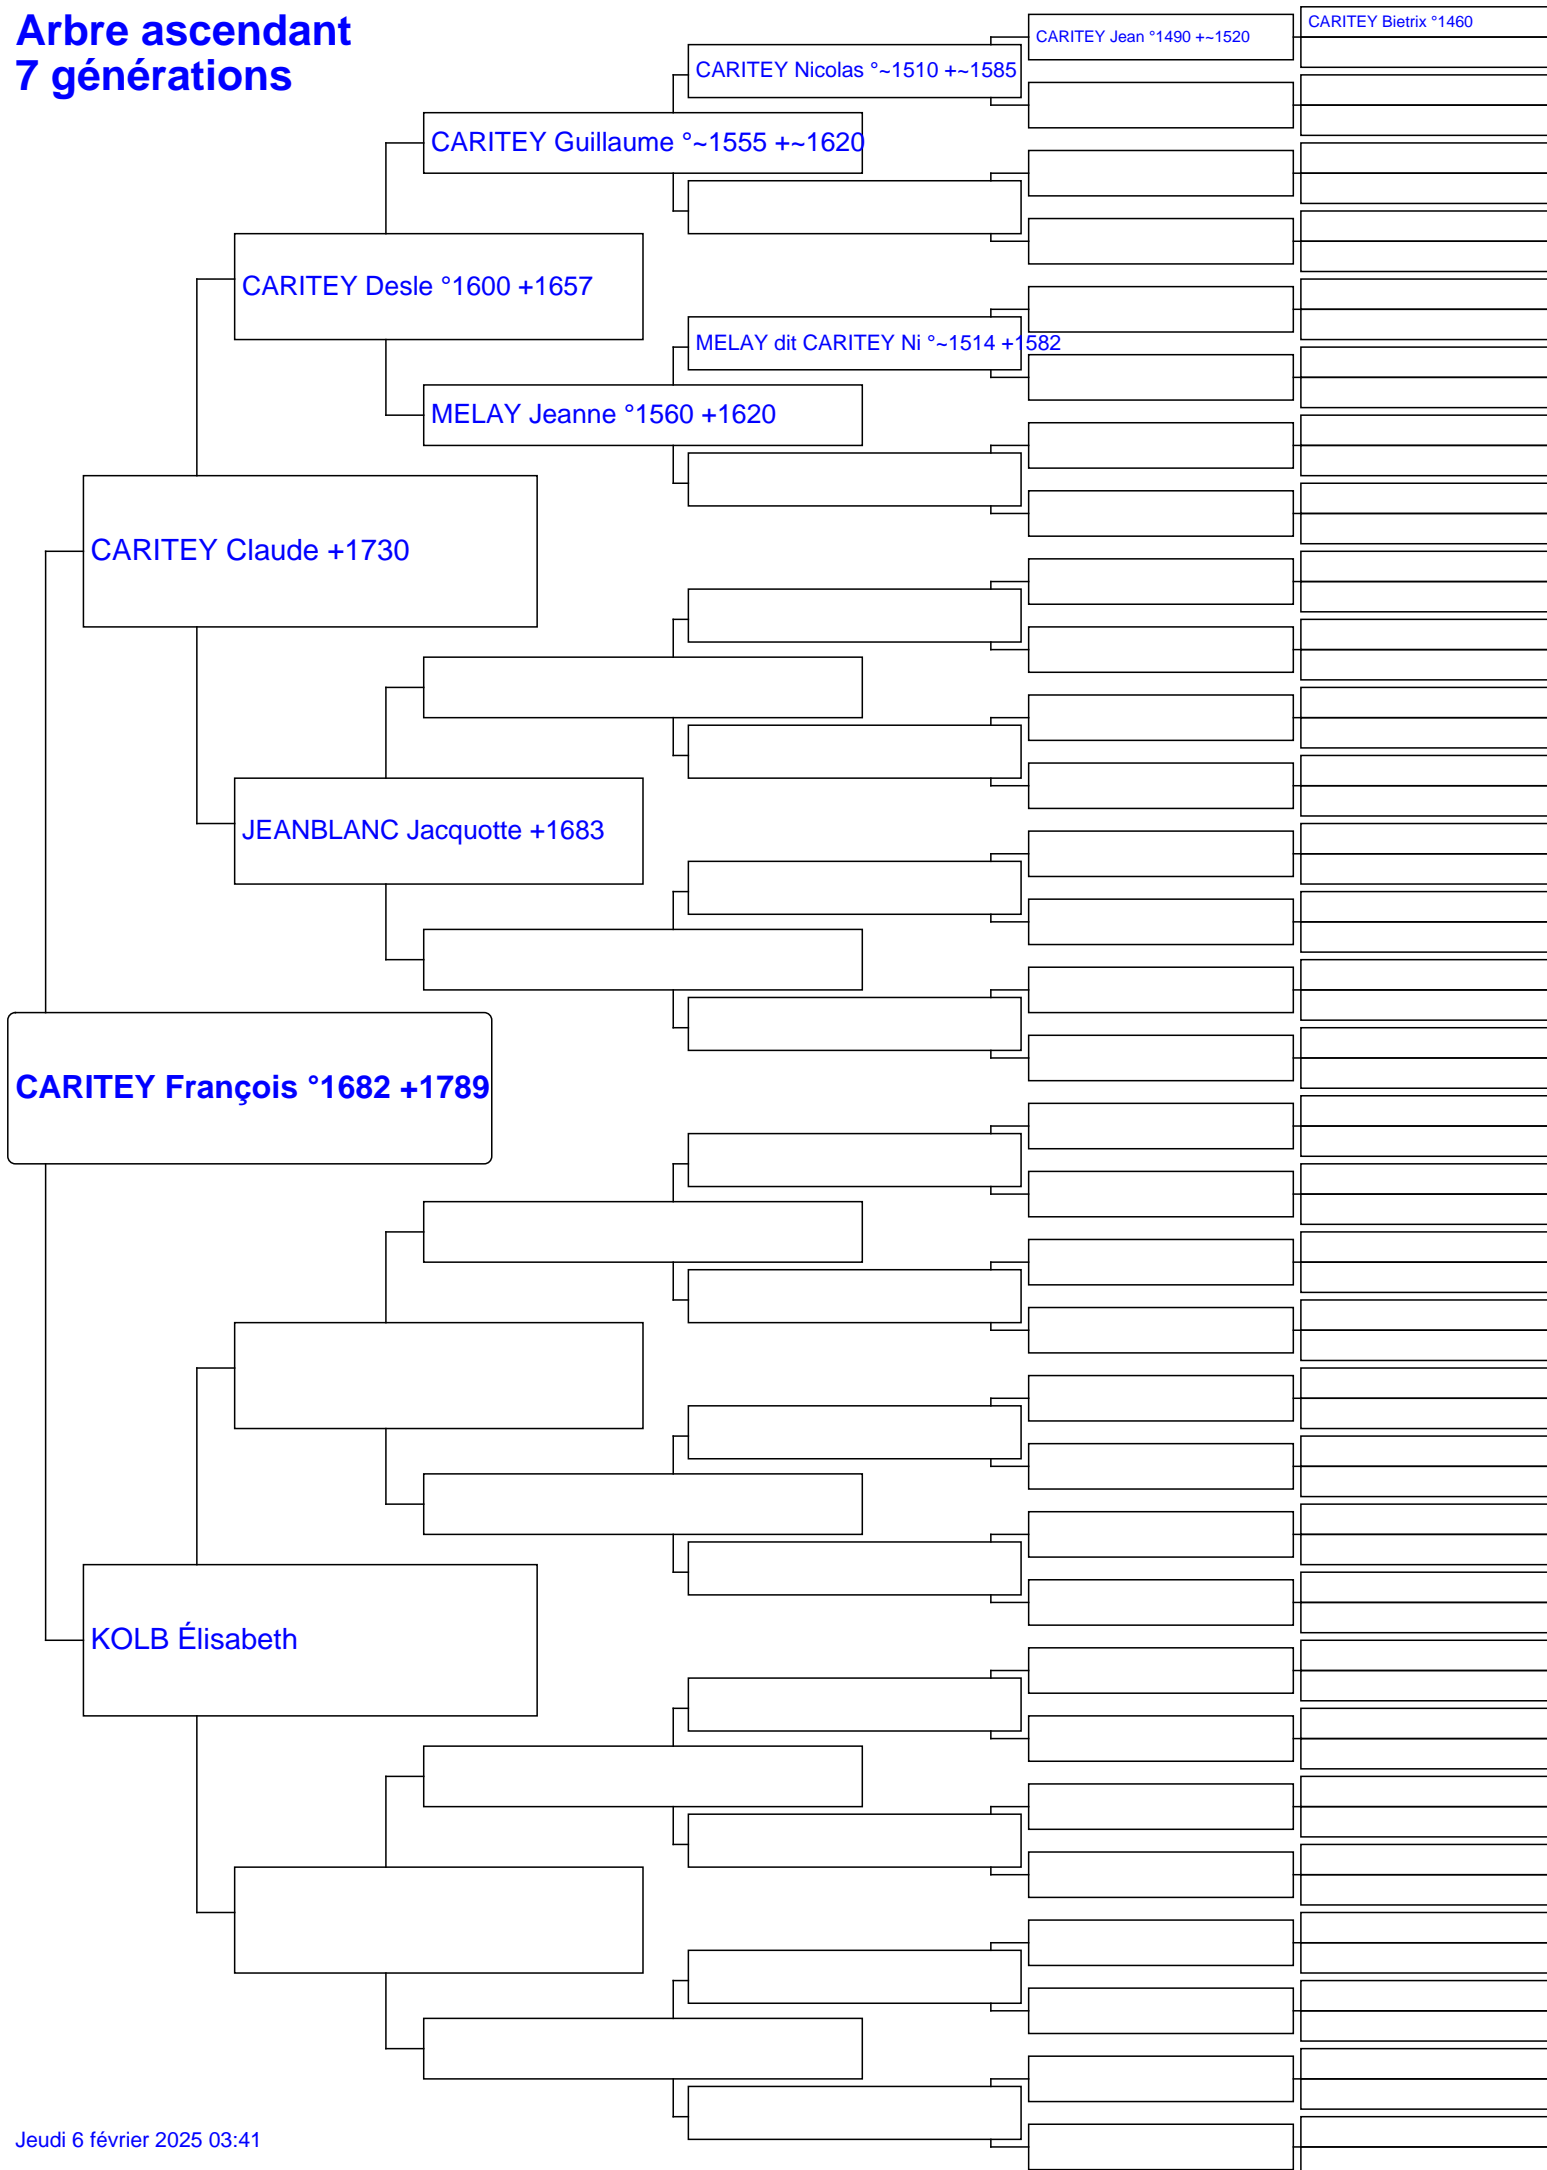 Arbre ascendant
7 générations
CARITEY Bietrix °1460
CARITEY Jean °1490 +~1520
CARITEY Nicolas °~1510 +~1585
CARITEY Guillaume °~1555 +~1620
CARITEY Desle °1600 +1657
MELAY dit CARITEY Ni °~1514 +1582
MELAY Jeanne °1560 +1620
CARITEY Claude +1730
JEANBLANC Jacquotte +1683
CARITEY François °1682 +1789
KOLB Élisabeth
Jeudi 6 février 2025 03:41